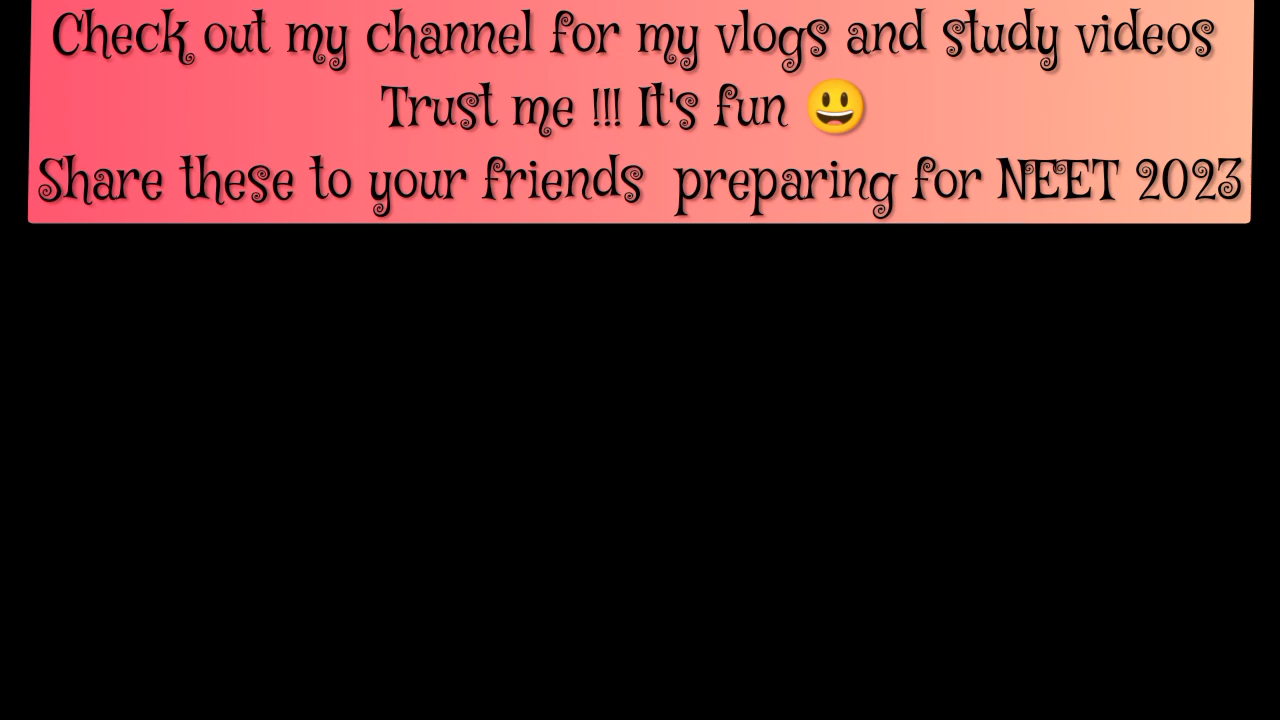 Check out my channel for my vlogs and study videos
Trust me !!! It's fun 😃
Share these to your friends preparing for NEET 2023